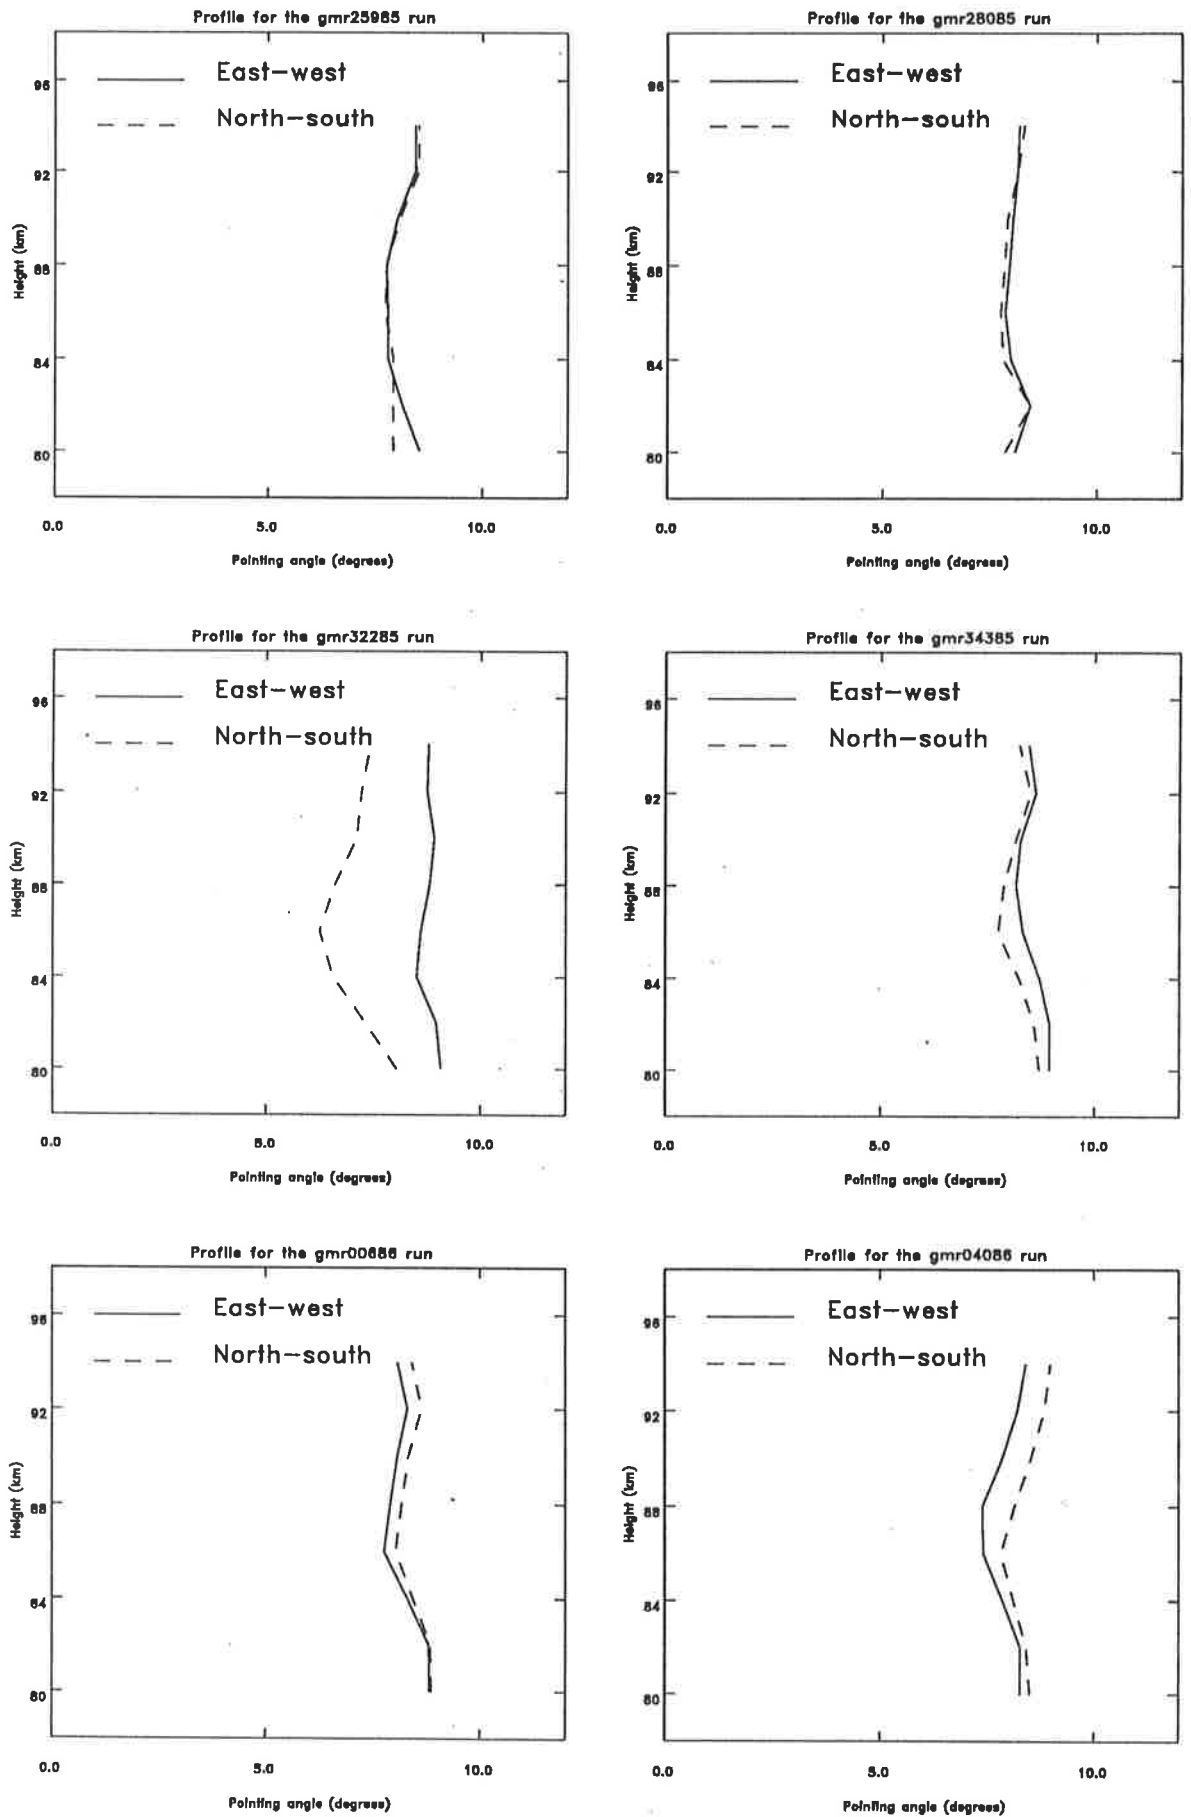 Profile for the gmr25985 run
East-west
North-south
96
92
88
84
80
Height (km)
0.0 5.0 10.0
Pointing angle (degrees)
Profile for the gmr28085 run
East-west
North-south
96
92
88
84
80
Height (km)
0.0 5.0 10.0
Pointing angle (degrees)
Profile for the gmr32285 run
East-west
North-south
96
92
88
84
80
Height (km)
0.0 5.0 10.0
Pointing angle (degrees)
Profile for the gmr34385 run
East-west
North-south
96
92
88
84
80
Height (km)
0.0 5.0 10.0
Pointing angle (degrees)
Profile for the gmr00686 run
East-west
North-south
96
92
88
84
80
Height (km)
0.0 5.0 10.0
Pointing angle (degrees)
Profile for the gmr04086 run
East-west
North-south
96
92
88
84
80
Height (km)
0.0 5.0 10.0
Pointing angle (degrees)